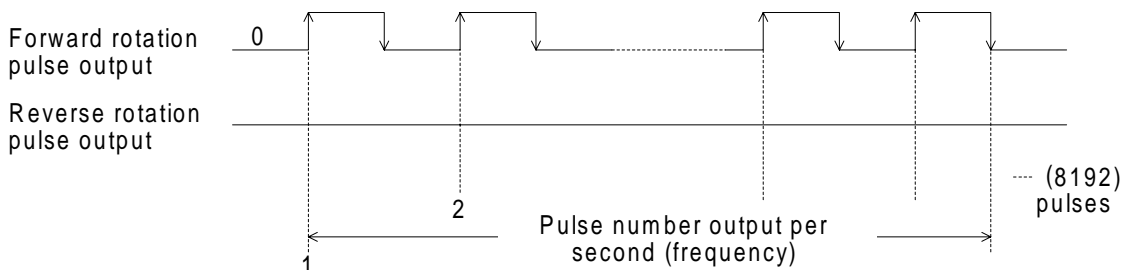 Forward rotation
pulse output
0
Reverse rotation
pulse output
(8192)
pulses
2
Pulse number output per
second (frequency)
1